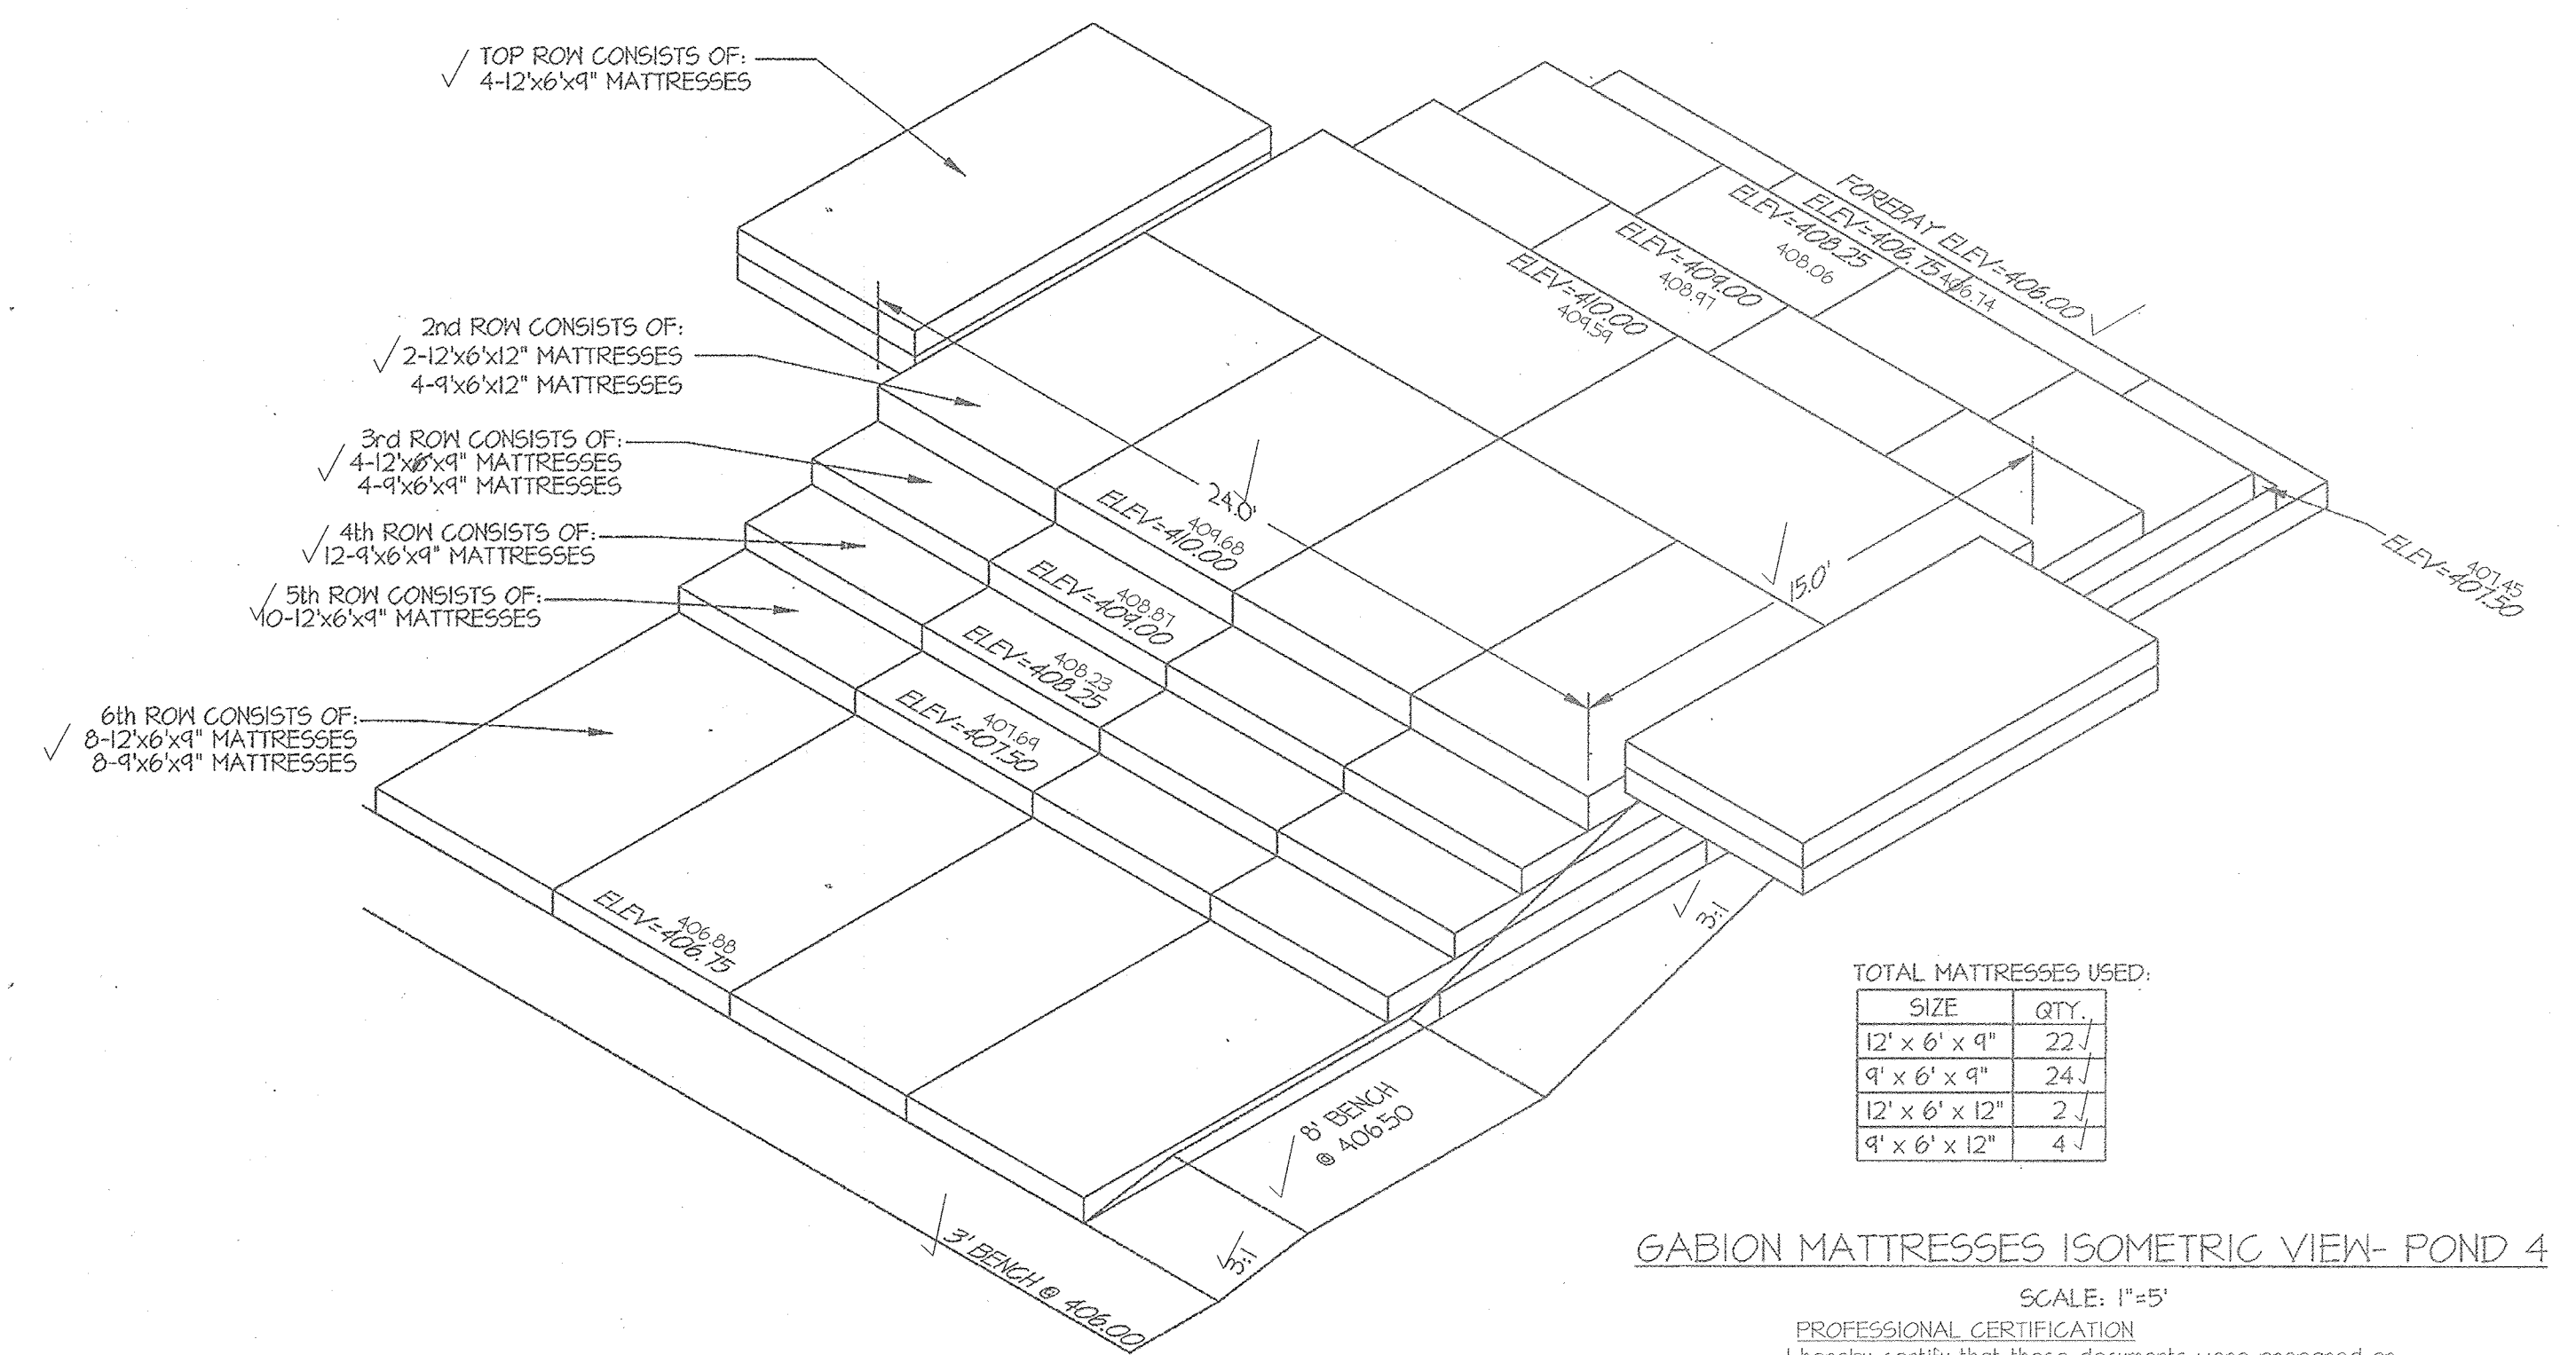 TOP ROW CONSISTS OF:
4-12'x6'x9" MATTRESSES
2nd ROW CONSISTS OF:
2-12'x6'x12" MATTRESSES
4-9'x6'x12" MATTRESSES
3rd ROW CONSISTS OF:
4-12'x6'x9" MATTRESSES
4-9'x6'x9" MATTRESSES
4th ROW CONSISTS OF:
12-9'x6'x9" MATTRESSES
5th ROW CONSISTS OF:
10-12'x6'x9" MATTRESSES
6th ROW CONSISTS OF:
8-12'x6'x9" MATTRESSES
8-9'x6'x9" MATTRESSES
FOREBAY ELEV=406.00
ELEV=406.75 406.74
ELEV=408.25
408.06
ELEV=409.00
408.97
ELEV=410.00
409.59
24.0'
15.0'
409.68
ELEV=410.00
408.87
ELEV=409.00
408.23
ELEV=408.25
407.69
ELEV=407.50
406.88
ELEV=406.75
407.45
ELEV=407.50
3:1
8' BENCH
@ 406.50
3:1
3' BENCH @ 406.00
TOTAL MATTRESSES USED:
SIZE QTY.
12' x 6' x 9" 22
9' x 6' x 9" 24
12' x 6' x 12" 2
9' x 6' x 12" 4
GABION MATTRESSES ISOMETRIC VIEW- POND 4
SCALE: 1"=5'
PROFESSIONAL CERTIFICATION
I hereby certify that these documents were prepared or